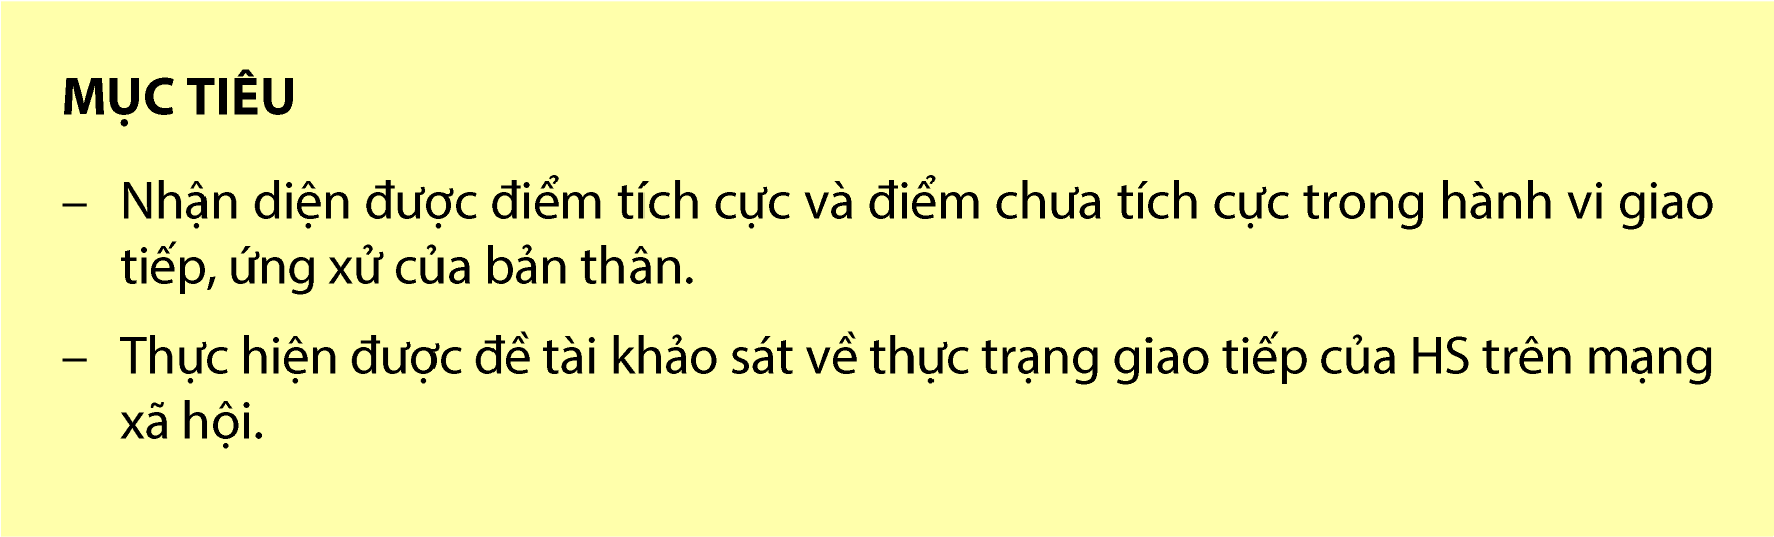 MỤC TIÊU
– Nhận diện được điểm tích cực và điểm chưa tích cực trong hành vi giao
tiếp, ứng xử của bản thân.
– Thực hiện được đề tài khảo sát về thực trạng giao tiếp của HS trên mạng
xã hội.